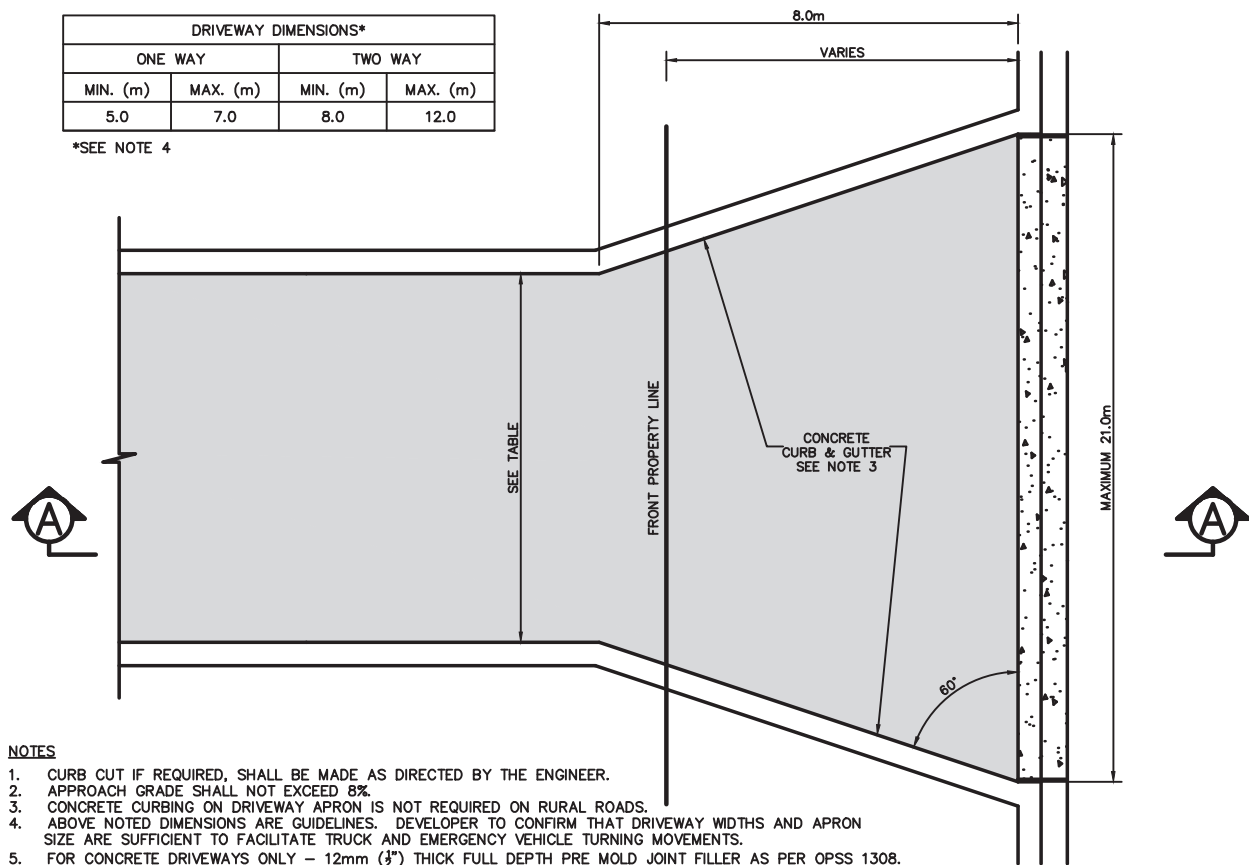 DRIVEWAY DIMENSIONS*
ONE WAY TWO WAY
MIN. (m) MAX. (m) MIN. (m) MAX. (m)
5.0 7.0 8.0 12.0
*SEE NOTE 4
8.0m
VARIES
SEE TABLE
FRONT PROPERTY LINE
CONCRETE
CURB & GUTTER
SEE NOTE 3
MAXIMUM 21.0m
60°
A
A
NOTES
1. CURB CUT IF REQUIRED, SHALL BE MADE AS DIRECTED BY THE ENGINEER.
2. APPROACH GRADE SHALL NOT EXCEED 8%.
3. CONCRETE CURBING ON DRIVEWAY APRON IS NOT REQUIRED ON RURAL ROADS.
4. ABOVE NOTED DIMENSIONS ARE GUIDELINES. DEVELOPER TO CONFIRM THAT DRIVEWAY WIDTHS AND APRON
SIZE ARE SUFFICIENT TO FACILITATE TRUCK AND EMERGENCY VEHICLE TURNING MOVEMENTS.
5. FOR CONCRETE DRIVEWAYS ONLY – 12mm (½") THICK FULL DEPTH PRE MOLD JOINT FILLER AS PER OPSS 1308.